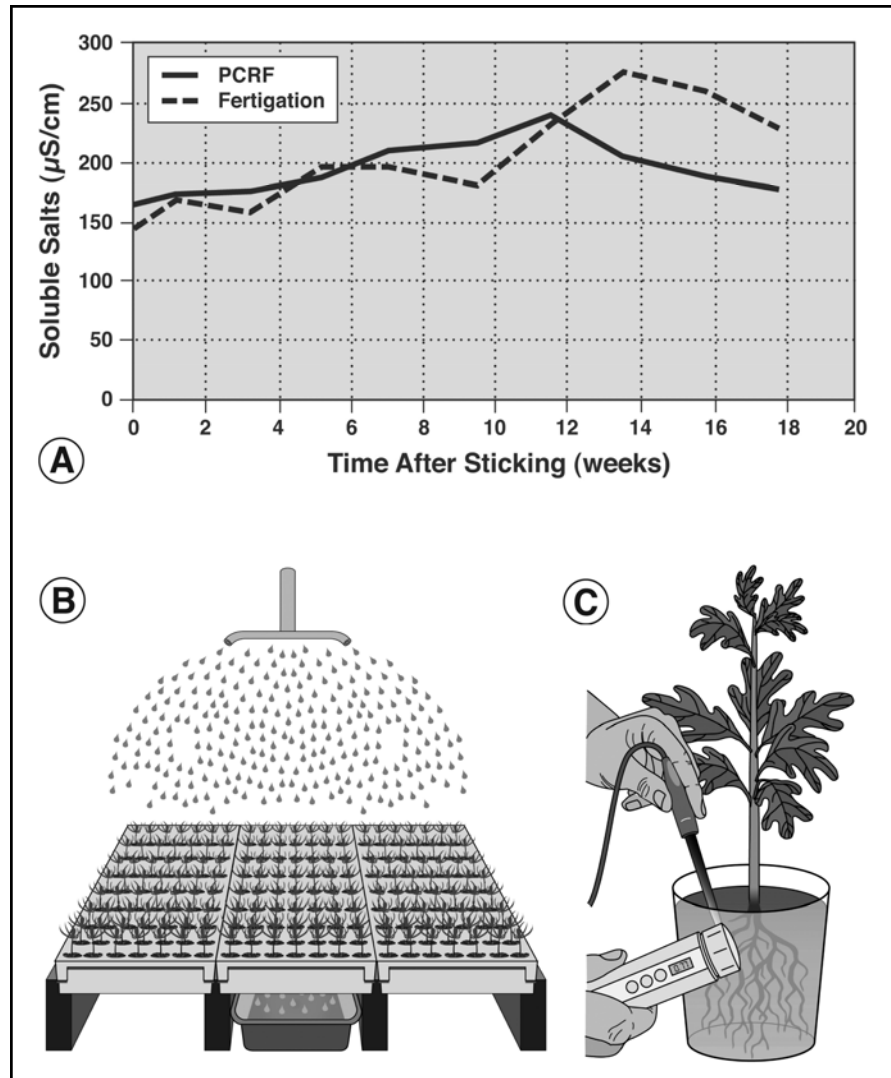 300
250
200
150
100
50
0
Soluble Salts (µS/cm)
PCRF
Fertigation
0 2 4 6 8 10 12 14 16 18 20
Time After Sticking (weeks)
A
B
C